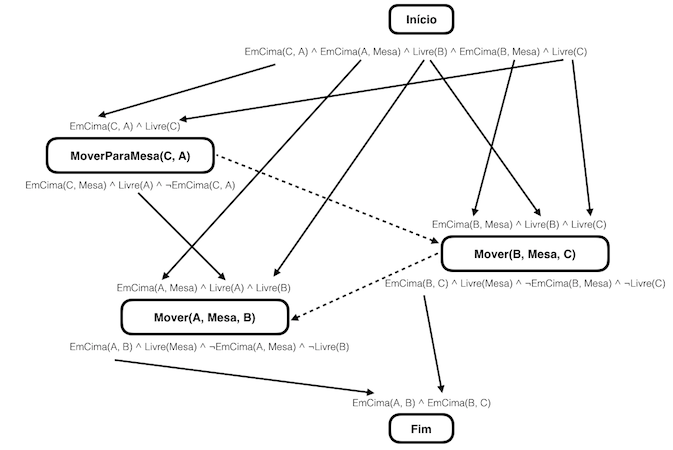 Início
EmCima(C, A) ^ EmCima(A, Mesa) ^ Livre(B) ^ EmCima(B, Mesa) ^ Livre(C)
EmCima(C, A) ^ Livre(C)
MoverParaMesa(C, A)
EmCima(C, Mesa) ^ Livre(A) ^ ¬EmCima(C, A)
EmCima(B, Mesa) ^ Livre(B) ^ Livre(C)
Mover(B, Mesa, C)
EmCima(B, C) ^ Livre(Mesa) ^ ¬EmCima(B, Mesa) ^ ¬Livre(C)
EmCima(A, Mesa) ^ Livre(A) ^ Livre(B)
Mover(A, Mesa, B)
EmCima(A, B) ^ Livre(Mesa) ^ ¬EmCima(A, Mesa) ^ ¬Livre(B)
EmCima(A, B) ^ EmCima(B, C)
Fim